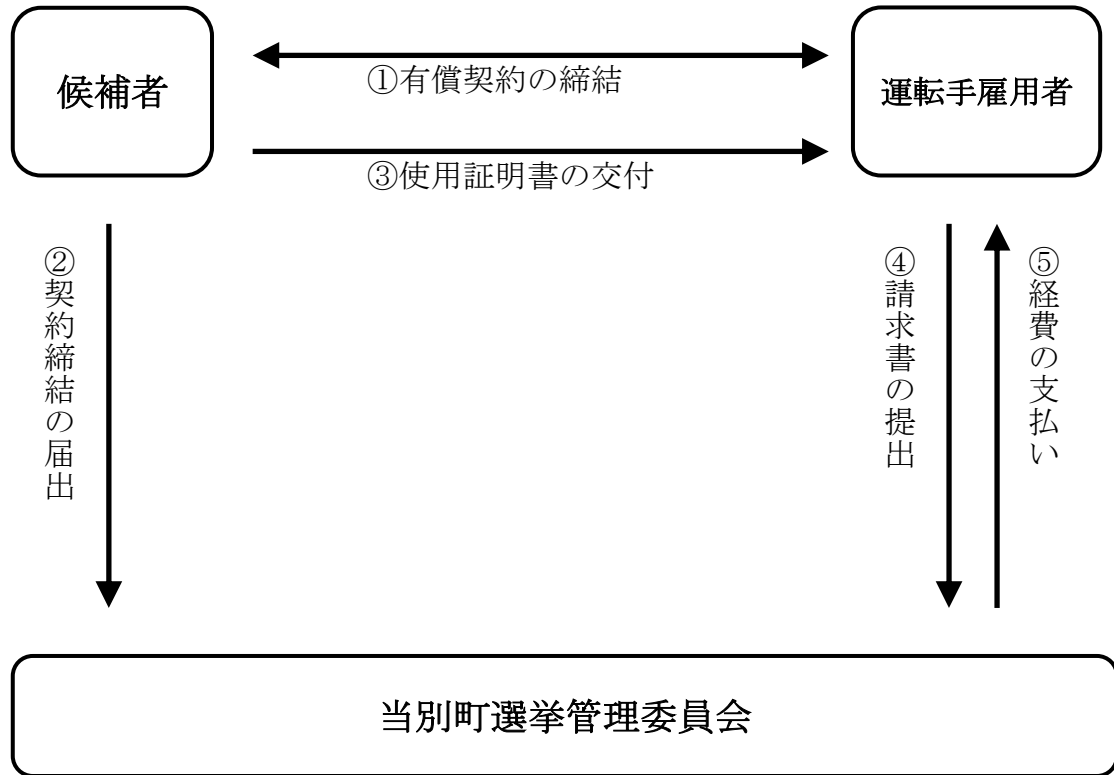 候補者
①有償契約の締結
運転手雇用者
③使用証明書の交付
②契約締結の届出
④請求書の提出
⑤経費の支払い
当別町選挙管理委員会